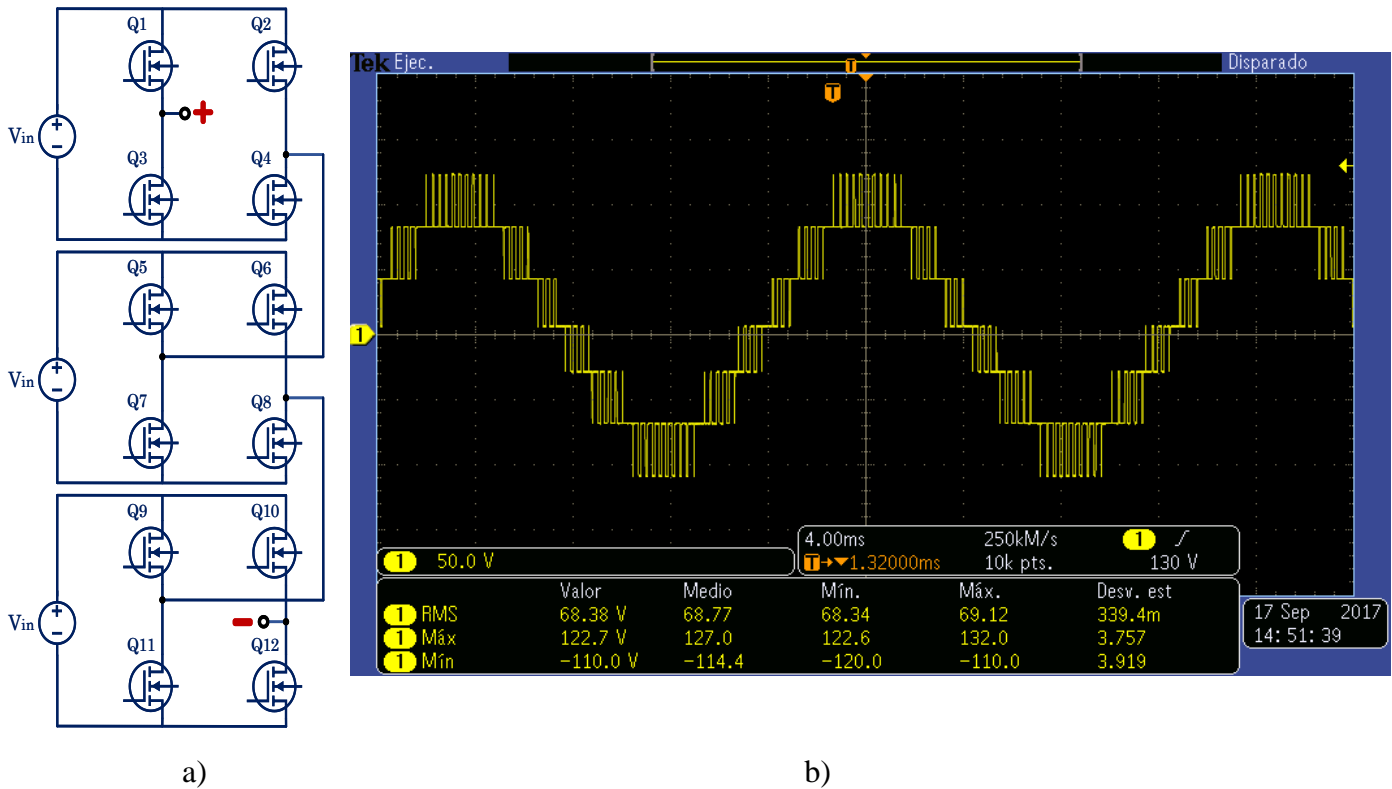 Q1 Q2
Vin
Q3 Q4
Q5 Q6
Vin
Q7 Q8
Q9 Q10
Vin
Q11 Q12
a)
Tek Ejec. Disparado
T
T
1
1 50.0 V
4.00ms 250kM/s 1
T→▼1.32000ms 10k pts. 130 V
Valor Medio Mín. Máx. Desv. est
1 RMS 68.38 V 68.77 68.34 69.12 339.4m
1 Máx 122.7 V 127.0 122.6 132.0 3.757
1 Mín −110.0 V −114.4 −120.0 −110.0 3.919
17 Sep 2017
14:51:39
b)